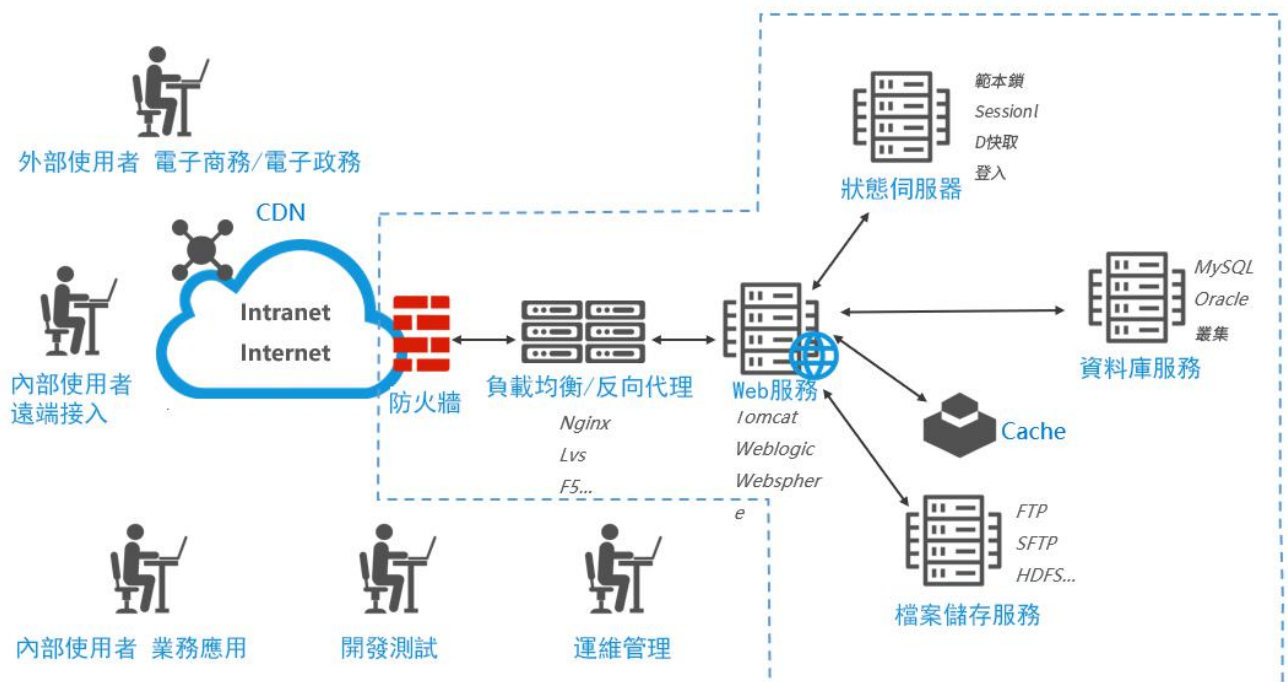 範本鎖
Sessionl
D快取
登入
狀態伺服器
外部使用者 電子商務/電子政務
CDN
Intranet
Internet
內部使用者
遠端接入
防火牆
負載均衡/反向代理
Nginx
Lvs
F5...
Web服務
Tomcat
Weblogic
Webspher
e
MySQL
Oracle
叢集
資料庫服務
Cache
FTP
SFTP
HDFS...
檔案儲存服務
內部使用者 業務應用
開發測試
運維管理